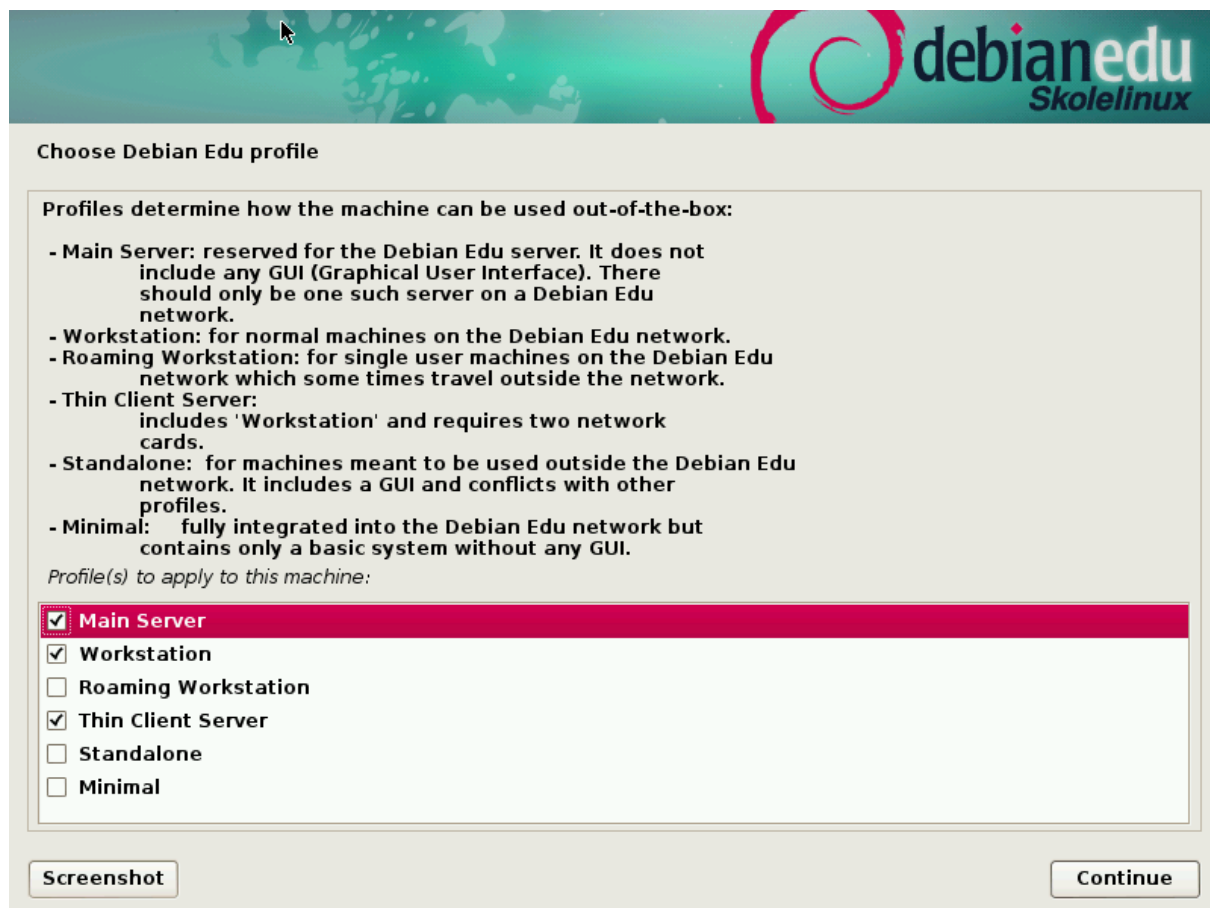 debianedu
Skolelinux
Choose Debian Edu profile
Profiles determine how the machine can be used out-of-the-box:
- Main Server: reserved for the Debian Edu server. It does not
include any GUI (Graphical User Interface). There
should only be one such server on a Debian Edu
network.
- Workstation: for normal machines on the Debian Edu network.
- Roaming Workstation: for single user machines on the Debian Edu
network which some times travel outside the network.
- Thin Client Server:
includes 'Workstation' and requires two network
cards.
- Standalone: for machines meant to be used outside the Debian Edu
network. It includes a GUI and conflicts with other
profiles.
- Minimal: fully integrated into the Debian Edu network but
contains only a basic system without any GUI.
Profile(s) to apply to this machine:
Main Server
Workstation
Roaming Workstation
Thin Client Server
Standalone
Minimal
Screenshot
Continue